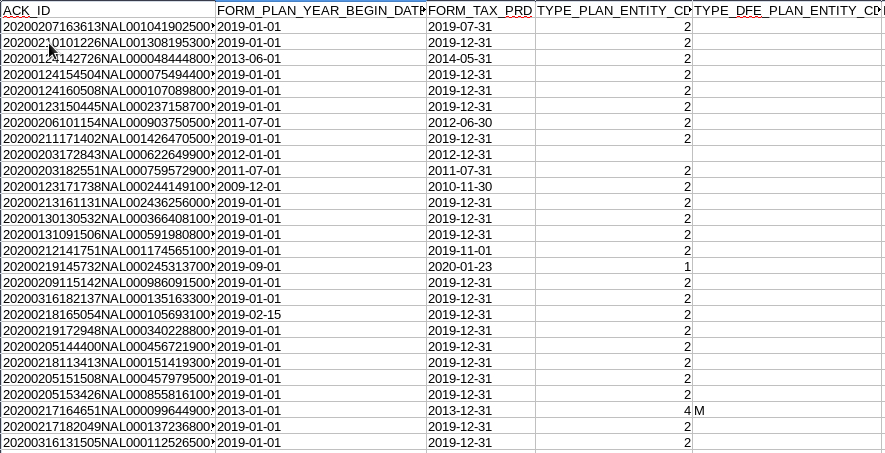 ACK_ID FORM_PLAN_YEAR_BEGIN_DATE FORM_TAX_PRD TYPE_PLAN_ENTITY_CD TYPE_DFE_PLAN_ENTITY_CD
20200207163613NAL001041902500 2019-01-01 2019-07-31 2
20200210101226NAL001308195300 2019-01-01 2019-12-31 2
20200124142726NAL000048444800 2013-06-01 2014-05-31 2
20200124154504NAL000075494400 2019-01-01 2019-12-31 2
20200124160508NAL000107089800 2019-01-01 2019-12-31 2
20200123150445NAL000237158700 2019-01-01 2019-12-31 2
20200206101154NAL000903750500 2011-07-01 2012-06-30 2
20200211171402NAL001426470500 2019-01-01 2019-12-31 2
20200203172843NAL000622649900 2012-01-01 2012-12-31
20200203182551NAL000759572900 2011-07-01 2011-07-31 2
20200123171738NAL000244149100 2009-12-01 2010-11-30 2
20200213161131NAL002436256000 2019-01-01 2019-12-31 2
20200130130532NAL000366408100 2019-01-01 2019-12-31 2
20200131091506NAL000591980800 2019-01-01 2019-12-31 2
20200212141751NAL001174565100 2019-01-01 2019-11-01 2
20200219145732NAL000245313700 2019-09-01 2020-01-23 1
20200209115142NAL000986091500 2019-01-01 2019-12-31 2
20200316182137NAL000135163300 2019-01-01 2019-12-31 2
20200218165054NAL000105693100 2019-02-15 2019-12-31 2
20200219172948NAL000340228800 2019-01-01 2019-12-31 2
20200205144400NAL000456721900 2019-01-01 2019-12-31 2
20200218113413NAL000151419300 2019-01-01 2019-12-31 2
20200205151508NAL000457979500 2019-01-01 2019-12-31 2
20200205153426NAL000855816100 2019-01-01 2019-12-31 2
20200217164651NAL000099644900 2013-01-01 2013-12-31 4 M
20200217182049NAL000137236800 2019-01-01 2019-12-31 2
20200316131505NAL000112526500 2019-01-01 2019-12-31 2